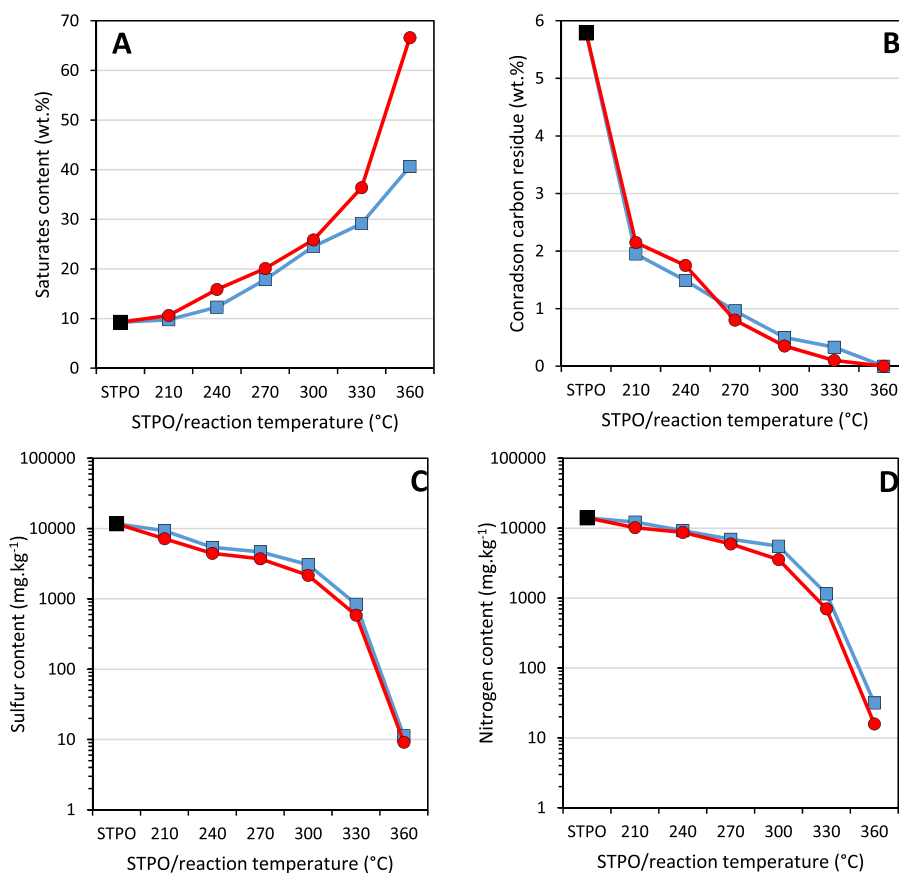 A
Saturates content (wt.%)
70
60
50
40
30
20
10
0
STPO 210 240 270 300 330 360
STPO/reaction temperature (°C)
B
Conradson carbon residue (wt.%)
6
5
4
3
2
1
0
STPO 210 240 270 300 330 360
STPO/reaction temperature (°C)
C
Sulfur content (mg.kg⁻¹)
100000
10000
1000
100
10
1
STPO 210 240 270 300 330 360
STPO/reaction temperature (°C)
D
Nitrogen content (mg.kg⁻¹)
100000
10000
1000
100
10
1
STPO 210 240 270 300 330 360
STPO/reaction temperature (°C)